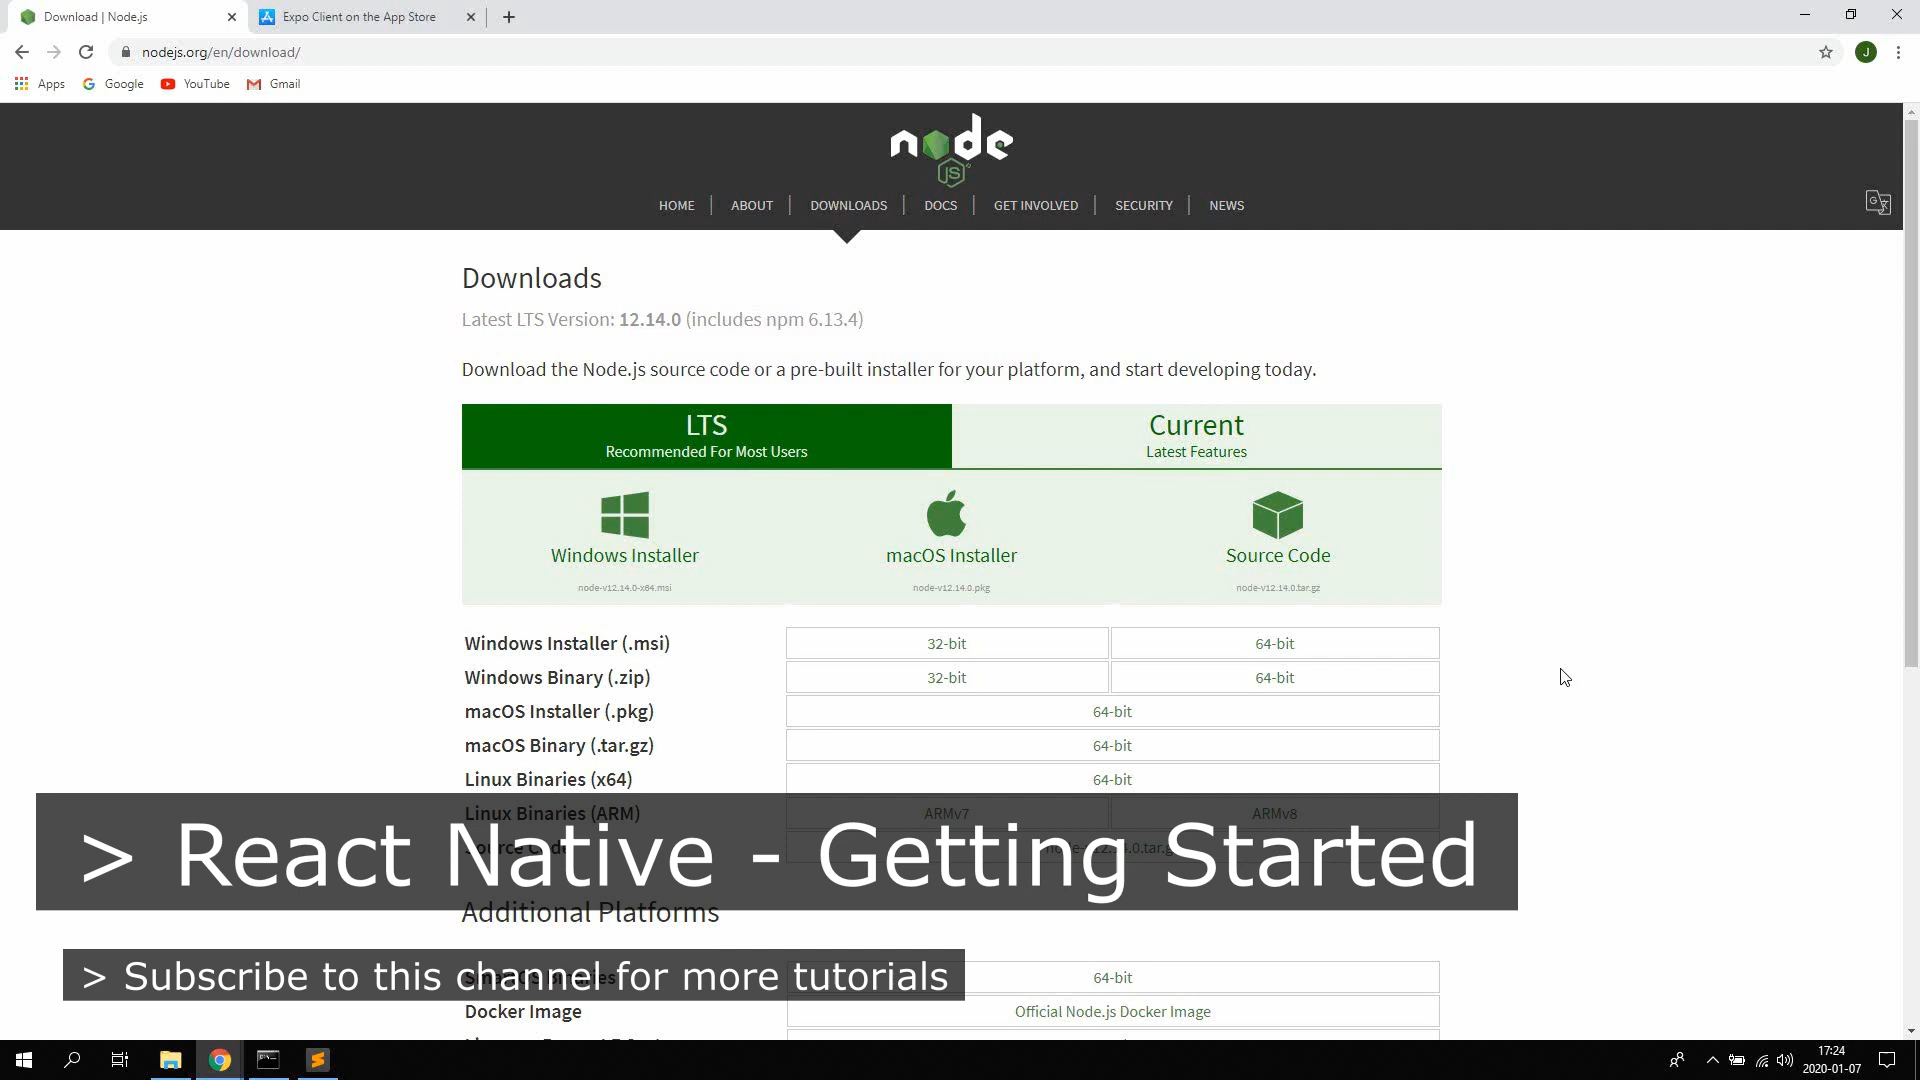 Download | Node.js
Expo Client on the App Store
nodejs.org/en/download/
J
Apps Google YouTube Gmail
node
JS
HOME ABOUT DOWNLOADS DOCS GET INVOLVED SECURITY NEWS
Downloads
Latest LTS Version: 12.14.0 (includes npm 6.13.4)
Download the Node.js source code or a pre-built installer for your platform, and start developing today.
LTS
Recommended For Most Users
Current
Latest Features
Windows Installer
node-v12.14.0-x64.msi
macOS Installer
node-v12.14.0.pkg
Source Code
node-v12.14.0.tar.gz
Windows Installer (.msi) 32-bit 64-bit
Windows Binary (.zip) 32-bit 64-bit
macOS Installer (.pkg) 64-bit
macOS Binary (.tar.gz) 64-bit
Linux Binaries (x64) 64-bit
Linux Binaries (ARM) ARMv7 ARMv8
> React Native - Getting Started
Additional Platforms
> Subscribe to this channel for more tutorials
64-bit
Docker Image Official Node.js Docker Image
17:24
2020-01-07